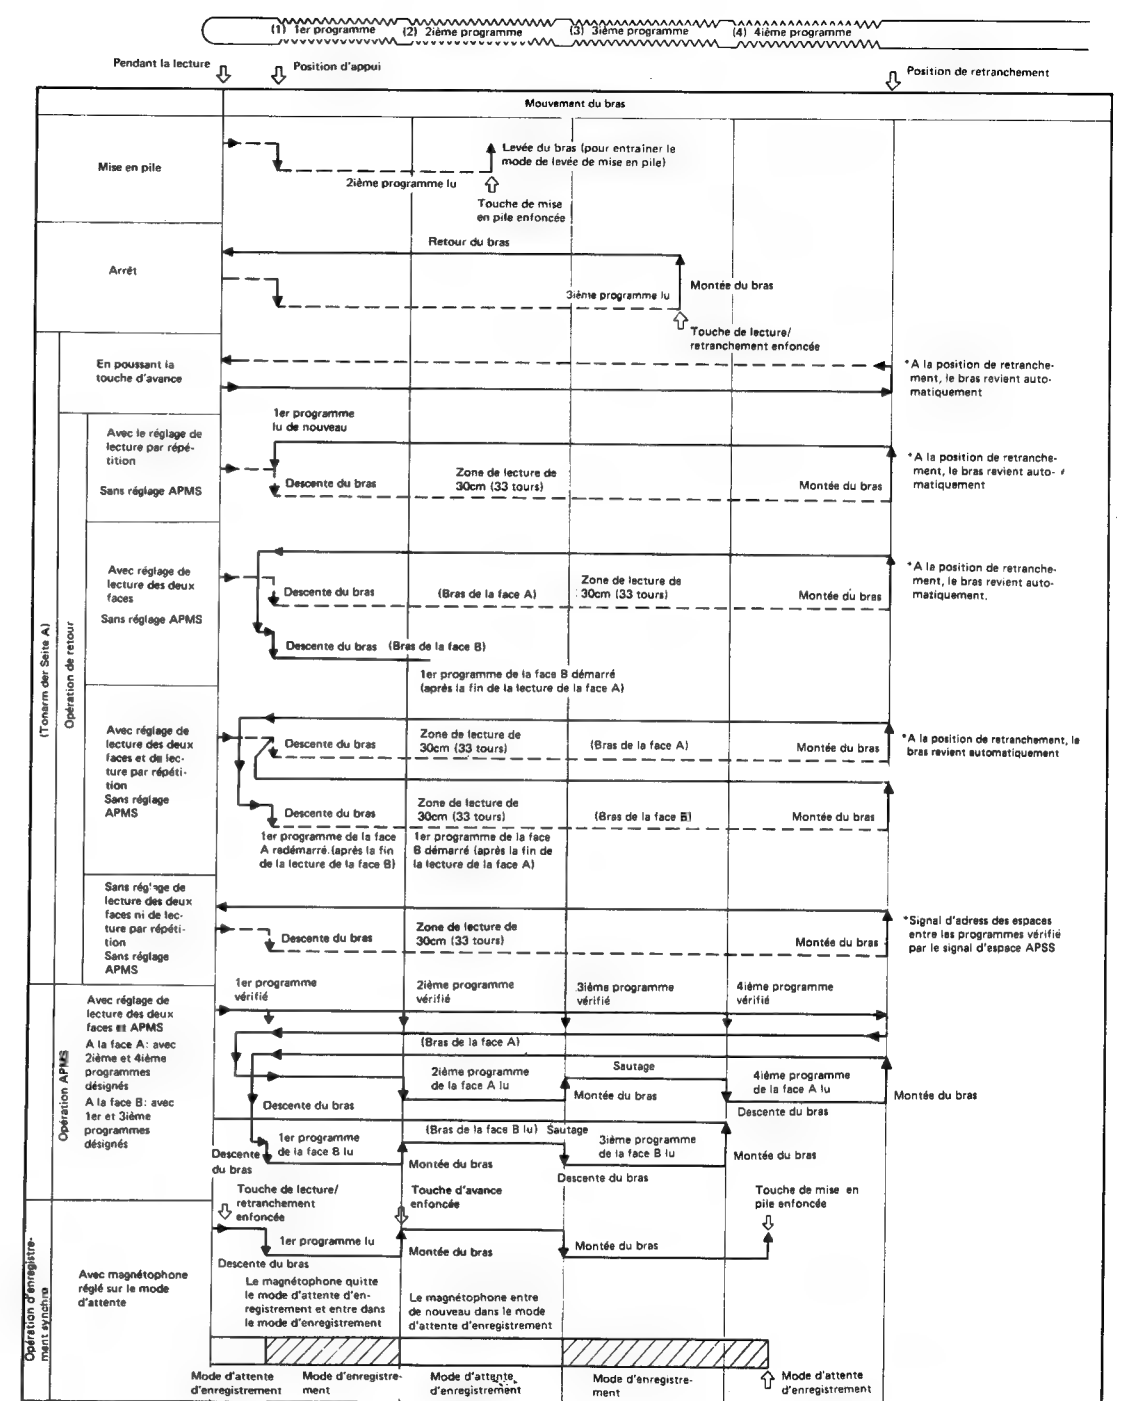 (1) 1er programme
(2) 2ième programme
(3) 3ième programme
(4) 4ième programme
Pendant la lecture
Position d'appui
Position de retranchement
Mouvement du bras
Mise en pile
Levée du bras (pour entraîner le
mode de levée de mise en pile)
2ième programme lu
Touche de mise
en pile enfoncée
Arrêt
Retour du bras
3ième programme lu
Montée du bras
Touche de lecture/
retranchement enfoncée
(Tonarm der Seite A)
Opération de retour
En poussant la
touche d'avance
*A la position de retranche-
ment, le bras revient auto-
matiquement
Avec le réglage de
lecture par répé-
tition
Sans réglage APMS
1er programme
lu de nouveau
Descente du bras
Zone de lecture de
30cm (33 tours)
Montée du bras
*A la position de retranche-
ment, le bras revient auto-
matiquement
Avec réglage de
lecture des deux
faces
Sans réglage APMS
Descente du bras
(Bras de la face A)
Zone de lecture de
30cm (33 tours)
Montée du bras
*A la position de retranche-
ment, le bras revient auto-
matiquement.
Descente du bras
(Bras de la face B)
1er programme de la face B démarré
(après la fin de la lecture de la face A)
Avec réglage de
lecture des deux
faces et de lec-
ture par répéti-
tion
Sans réglage
APMS
Descente du bras
Zone de lecture de
30cm (33 tours)
(Bras de la face A)
Montée du bras
*A la position de retranchement, le
bras revient automatiquement
Descente du bras
Zone de lecture de
30cm (33 tours)
(Bras de la face B)
Montée du bras
1er programme de la face
A radémarré.(après la fin
de la lecture de la face B)
1er programme de la face
B démarré (après la fin de
la lecture de la face A)
Sans réglage de
lecture des deux
faces ni de lec-
ture par répéti-
tion
Sans réglage
APMS
Descente du bras
Zone de lecture de
30cm (33 tours)
Montée du bras
*Signal d'adress des espaces
entre les programmes vérifié
par le signal d'espace APSS
Opération APMS
Avec réglage de
lecture des deux
faces et APMS
A la face A: avec
2ième et 4ième
programmes
désignés
A la face B: avec
1er et 3ième
programmes
désignés
1er programme
vérifié
2ième programme
vérifié
3ième programme
vérifié
4ième programme
vérifié
(Bras de la face A)
Descente du bras
2ième programme
de la face A lu
Sautage
Montée du bras
4ième programme
de la face A lu
Descente du bras
Montée du bras
(Bras de la face B lu)
Sautage
Descente
du bras
1er programme
de la face B lu
Montée du bras
3ième programme
de la face B lu
Descente du bras
Montée du bras
Opération d'enregistre-
ment synchro
Avec magnétophone
réglé sur le mode
d'attente
Touche de lecture/
retranchement
enfoncée
Touche d'avance
enfoncée
Touche de mise en
pile enfoncée
1er programme lu
Descente du bras
Montée du bras
Montée du bras
Le magnétophone quitte
le mode d'attente d'en-
registrement et entre dans
le mode d'enregistrement
Le magnétophone entre
de nouveau dans le mode
d'attente d'enregistrement
Mode d'attente
d'enregistrement
Mode d'enregistre-
ment
Mode d'attente
d'enregistrement
Mode d'enregistre-
ment
Mode d'attente
d'enregistrement